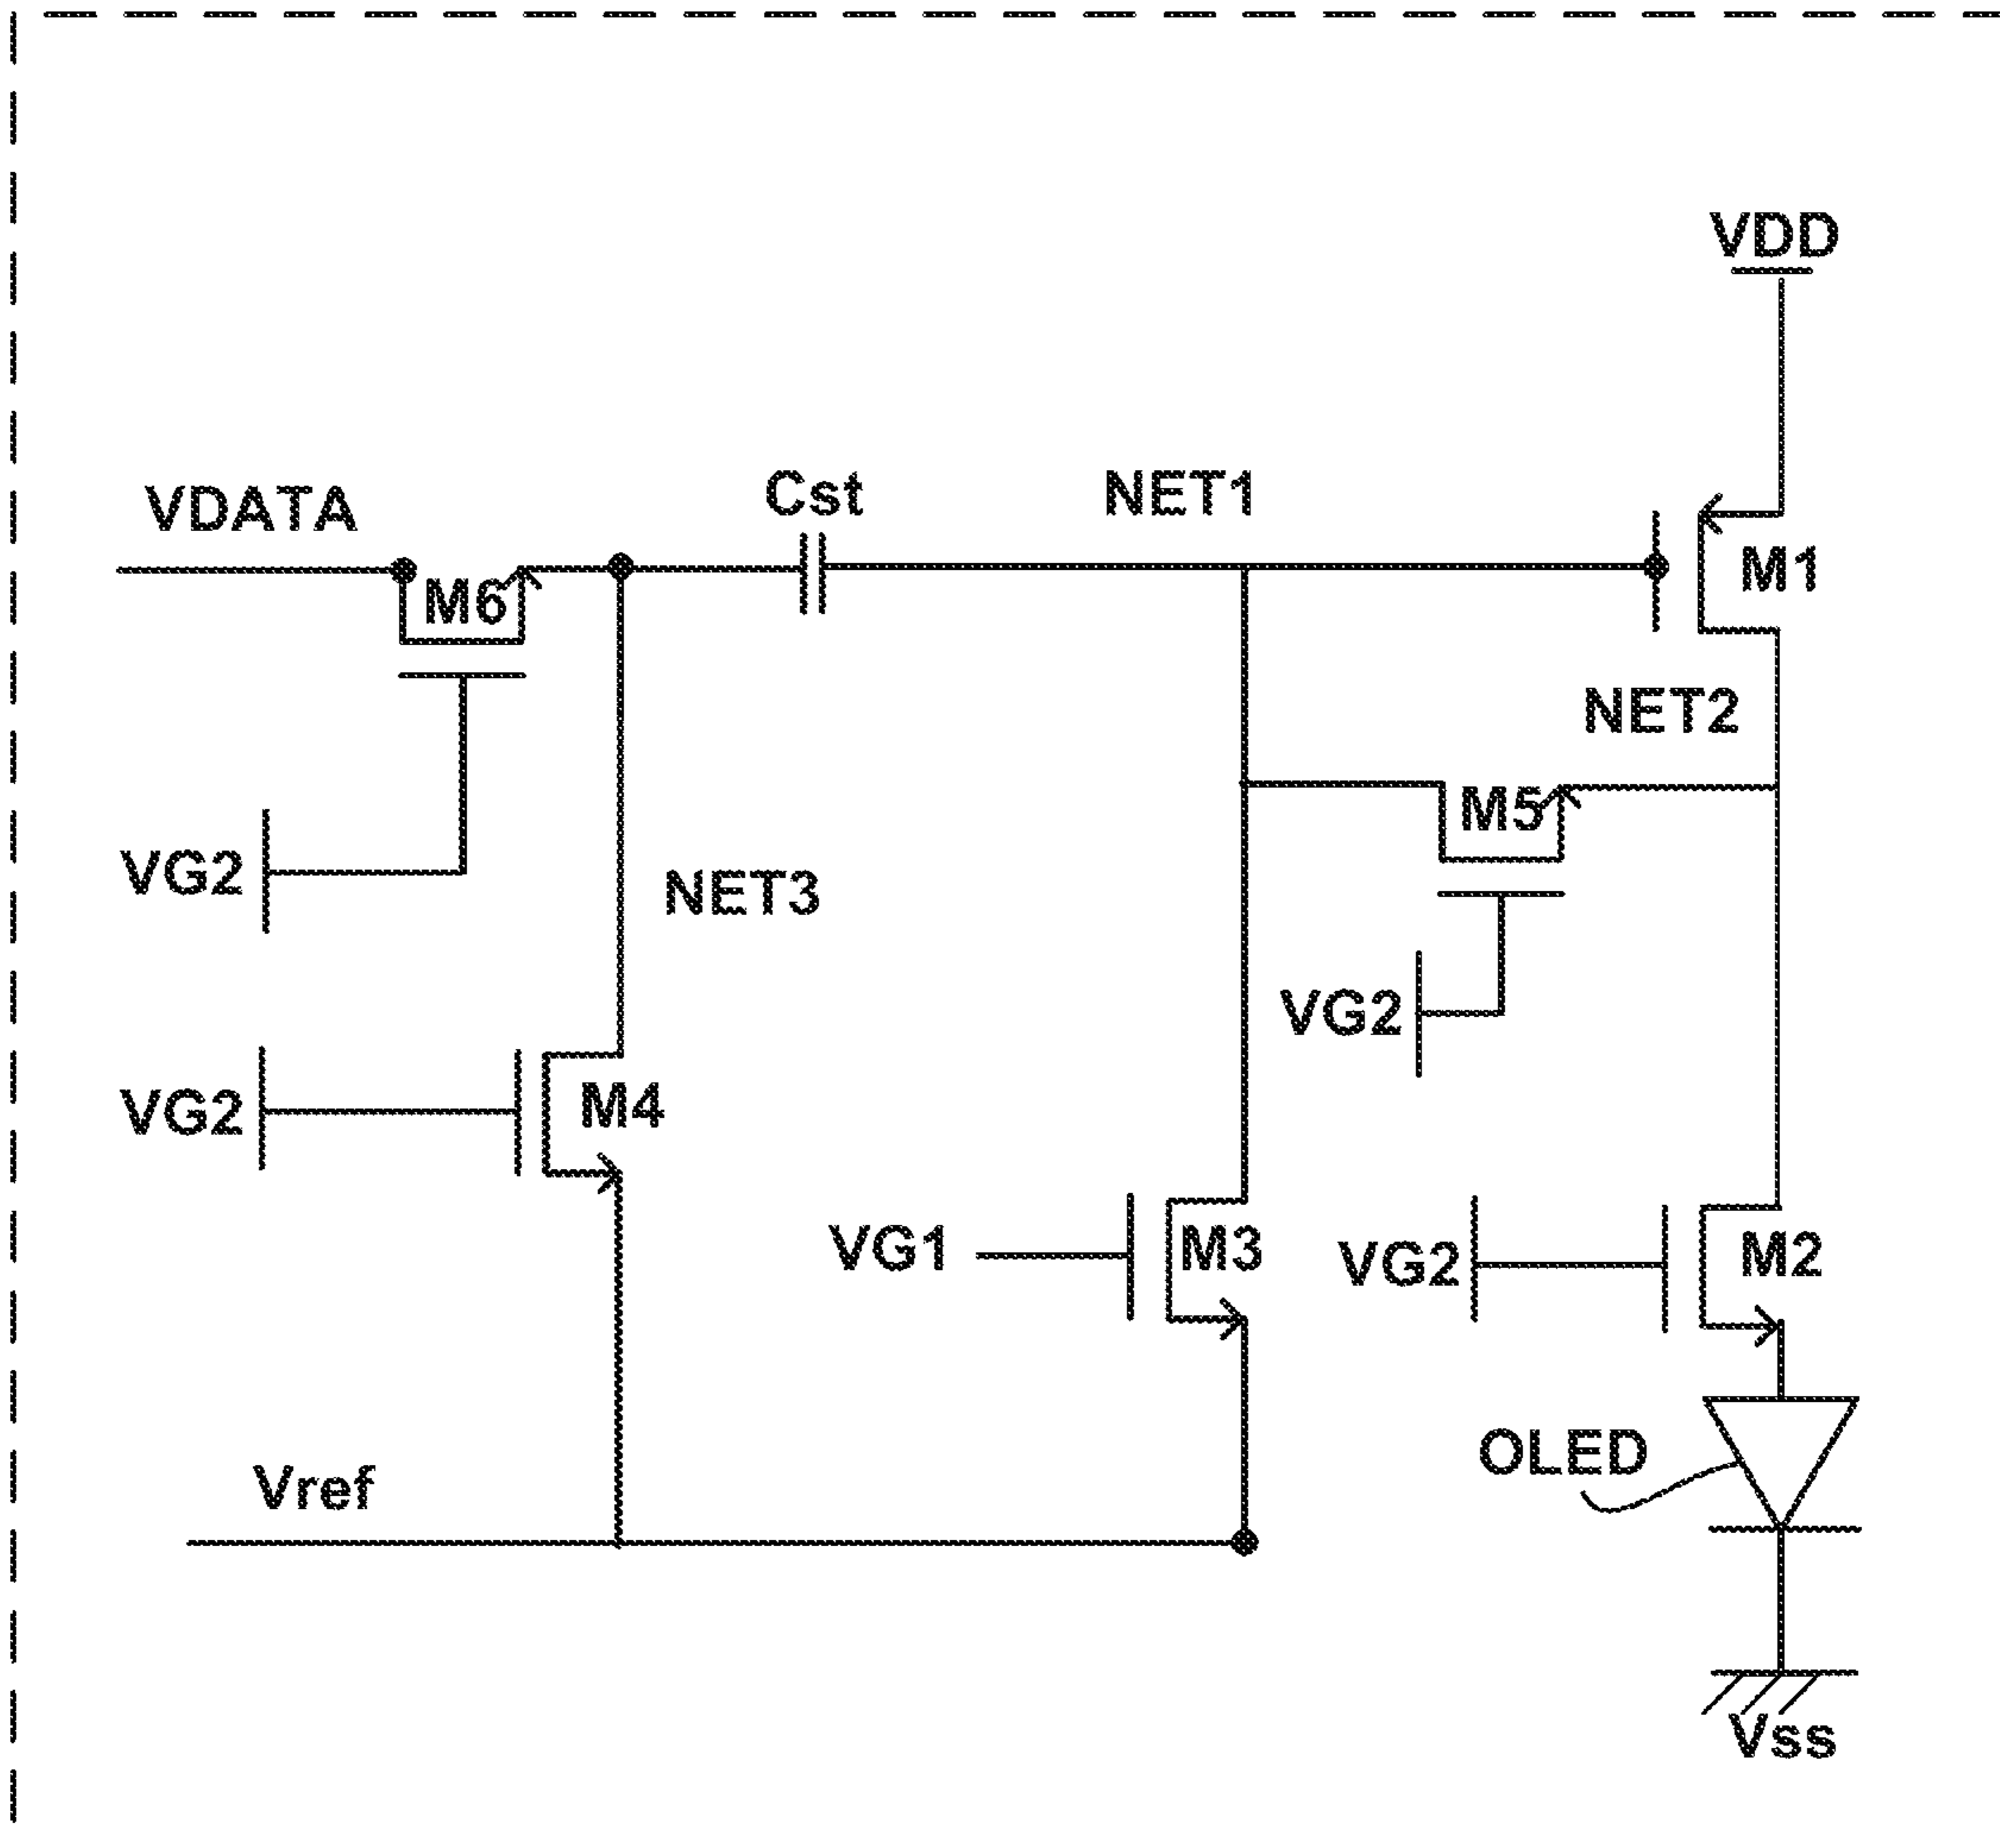 VDD
VDATA
Cst
NET1
M6
M1
NET2
M5
VG2
NET3
VG2
VG2
M4
VG1
M3
VG2
M2
OLED
Vref
Vss